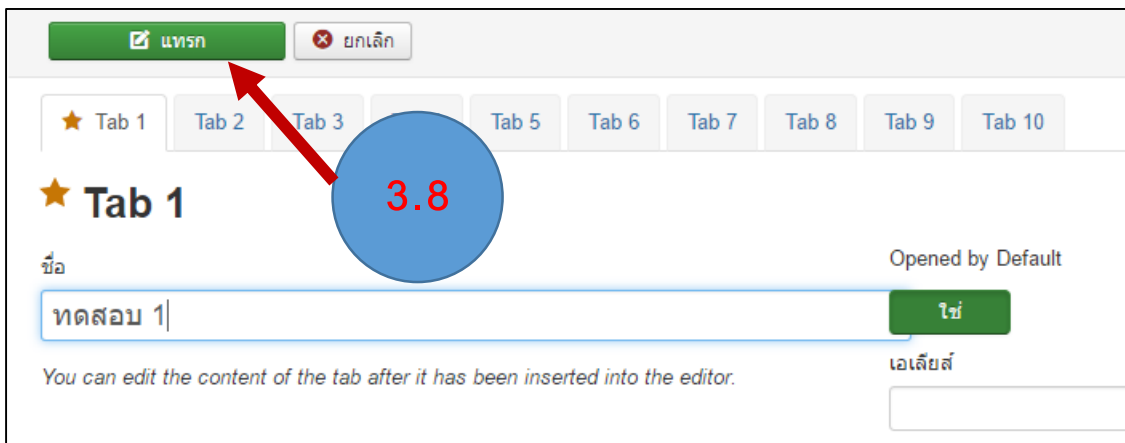 แทรก ยกเลิก
Tab 1 Tab 2 Tab 3 Tab 5 Tab 6 Tab 7 Tab 8 Tab 9 Tab 10
3.8
Tab 1
ชื่อ
Opened by Default
ทดสอบ 1
ใช่
You can edit the content of the tab after it has been inserted into the editor.
เอเลียส์